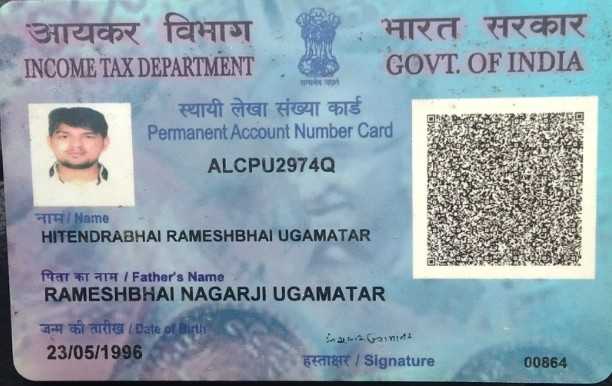 आयकर विभाग
INCOME TAX DEPARTMENT
सत्यमेव जयते
भारत सरकार
GOVT. OF INDIA
स्थायी लेखा संख्या कार्ड
Permanent Account Number Card
ALCPU2974Q
नाम / Name
HITENDRABHAI RAMESHBHAI UGAMATAR
पिता का नाम / Father's Name
RAMESHBHAI NAGARJI UGAMATAR
जन्म की तारीख / Date of Birth
23/05/1996
हस्ताक्षर / Signature
00864